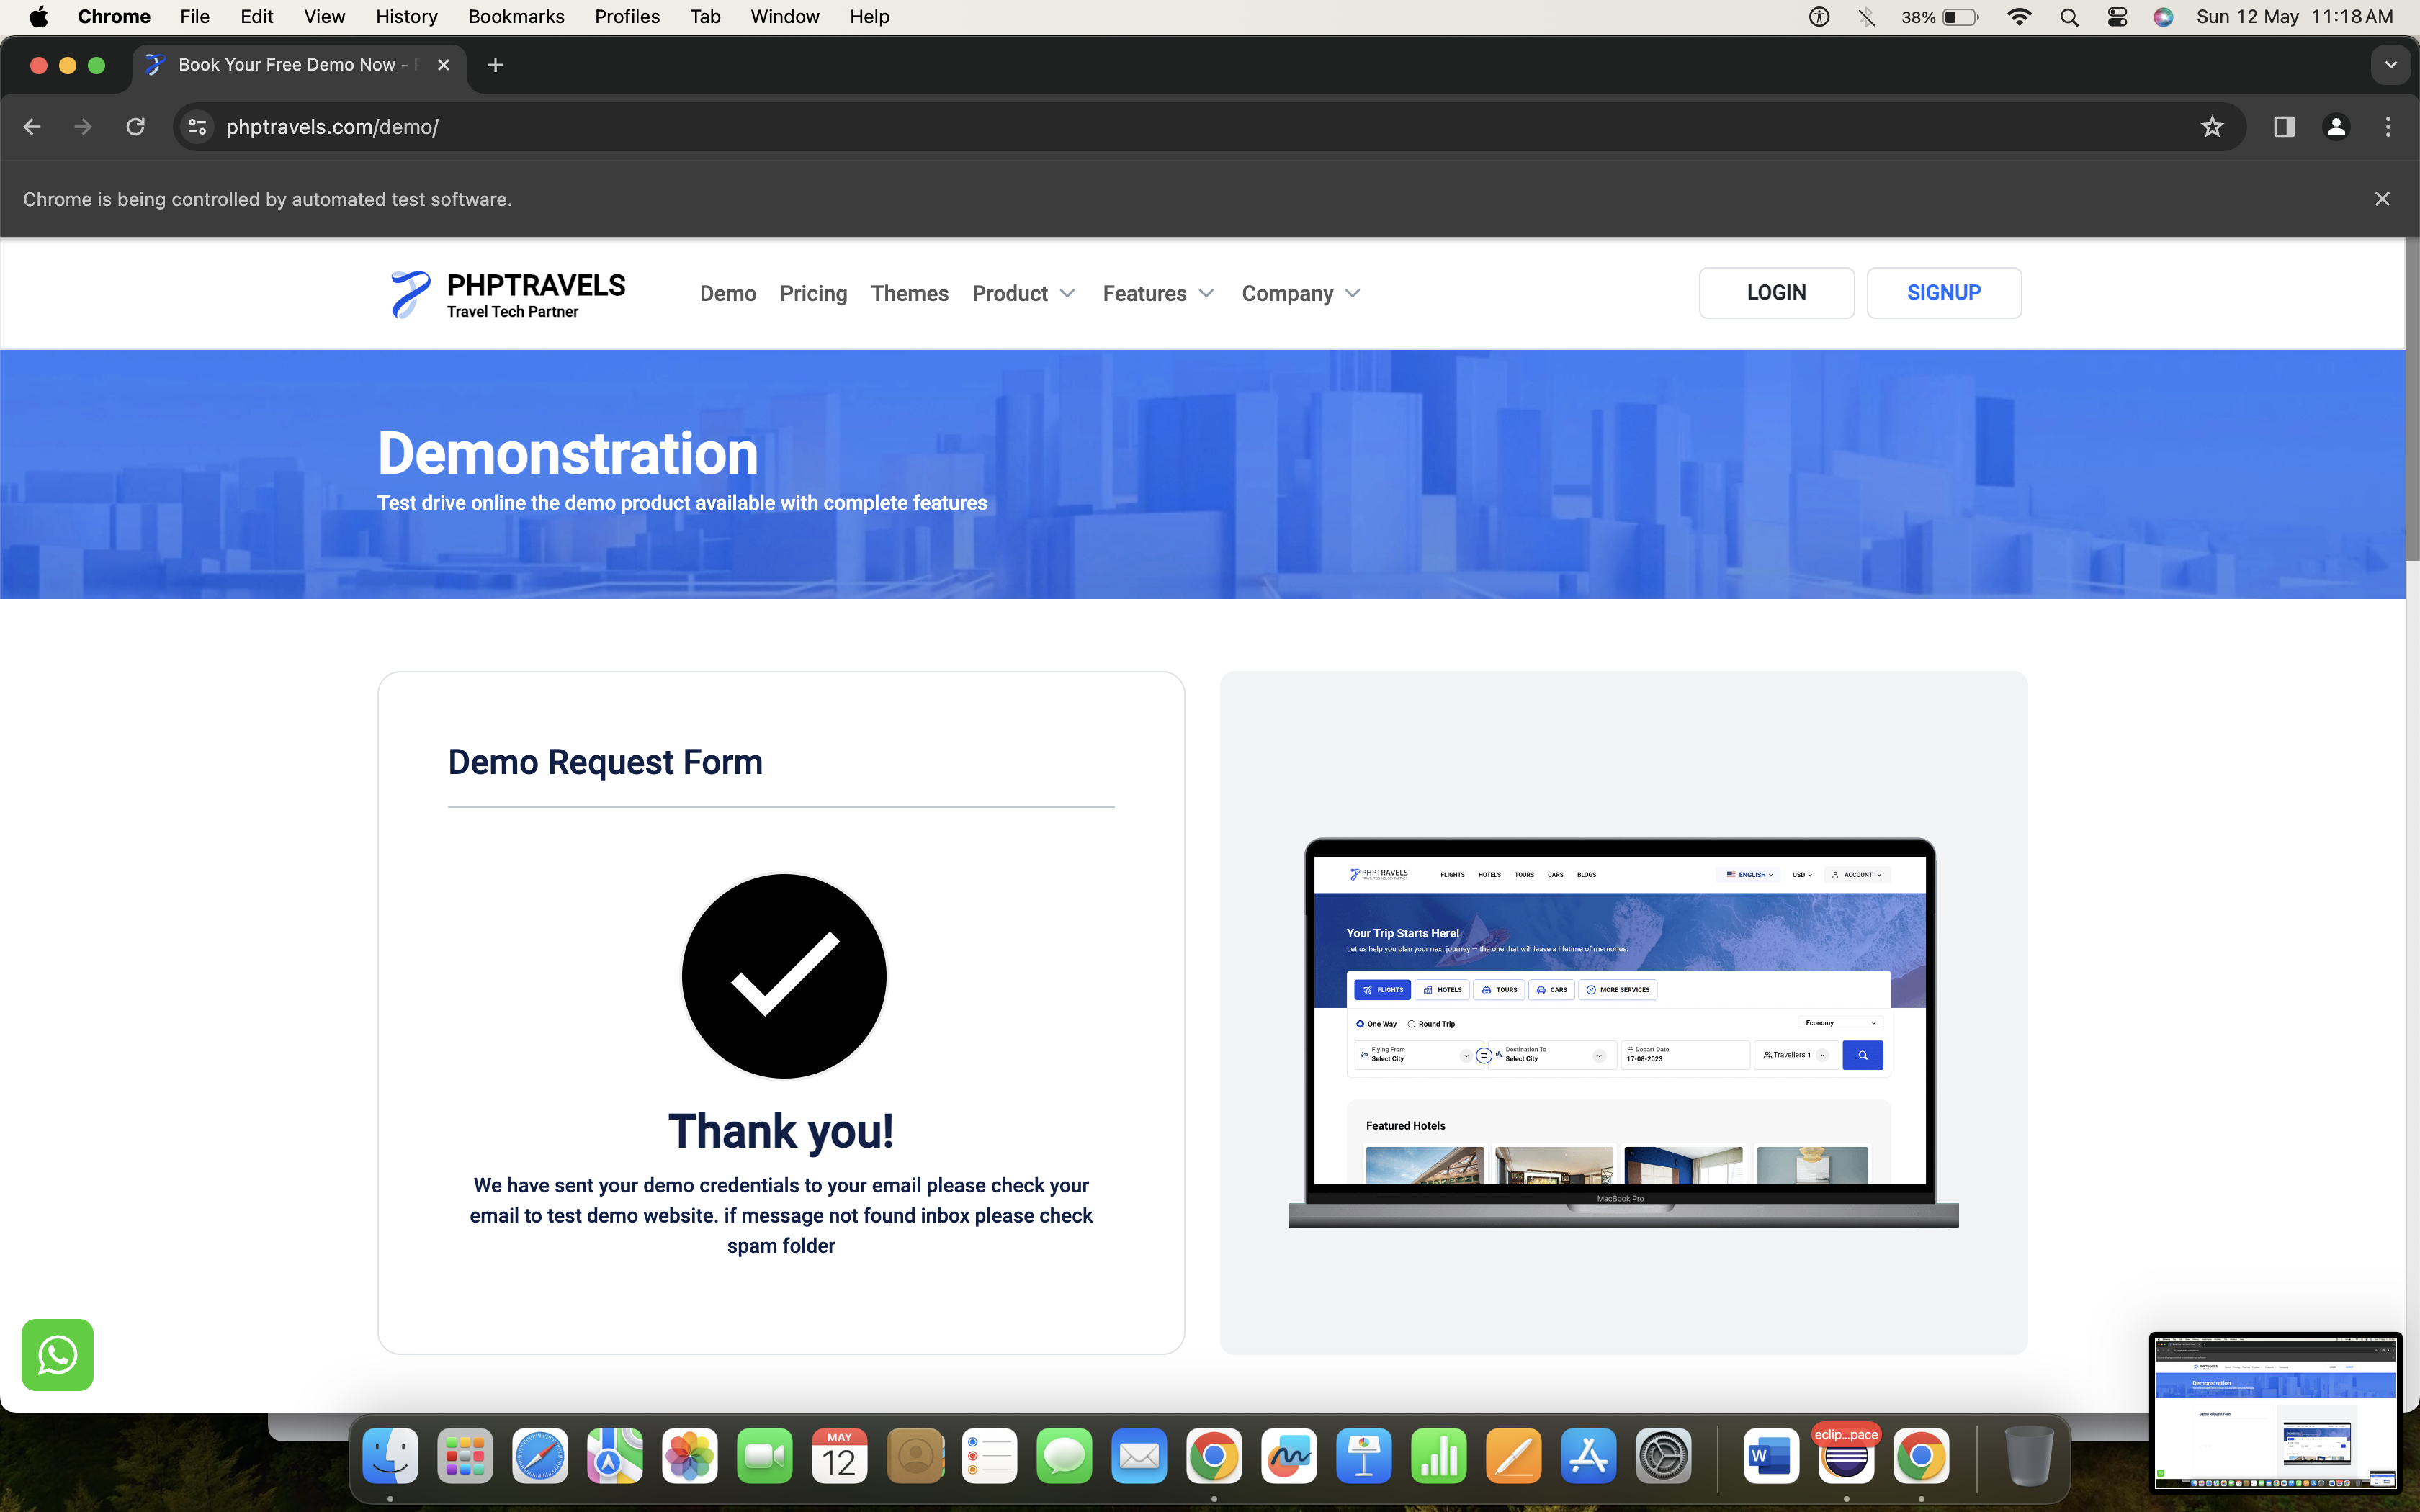 Chrome File Edit View History Bookmarks Profiles Tab Window Help 38% Sun 12 May 11:18 AM
Book Your Free Demo Now -
phptravels.com/demo/
Chrome is being controlled by automated test software.
PHPTRAVELS
Travel Tech Partner
Demo Pricing Themes Product Features Company LOGIN SIGNUP
Demonstration
Test drive online the demo product available with complete features
Demo Request Form
Thank you!
We have sent your demo credentials to your email please check your
email to test demo website. if message not found inbox please check
spam folder
PHPTRAVELS
FLIGHTS HOTELS TOURS CARS BLOGS ENGLISH USD ACCOUNT
Your Trip Starts Here!
Let us help you plan your next journey — the one that will leave a lifetime of memories.
FLIGHTS HOTELS TOURS CARS MORE SERVICES
One Way Round Trip Economy
Flying From Destination To Depart Date
Select City Select City 17-08-2023 Travellers 1
Featured Hotels
MacBook Pro
MAY
12
W
eclip...pace